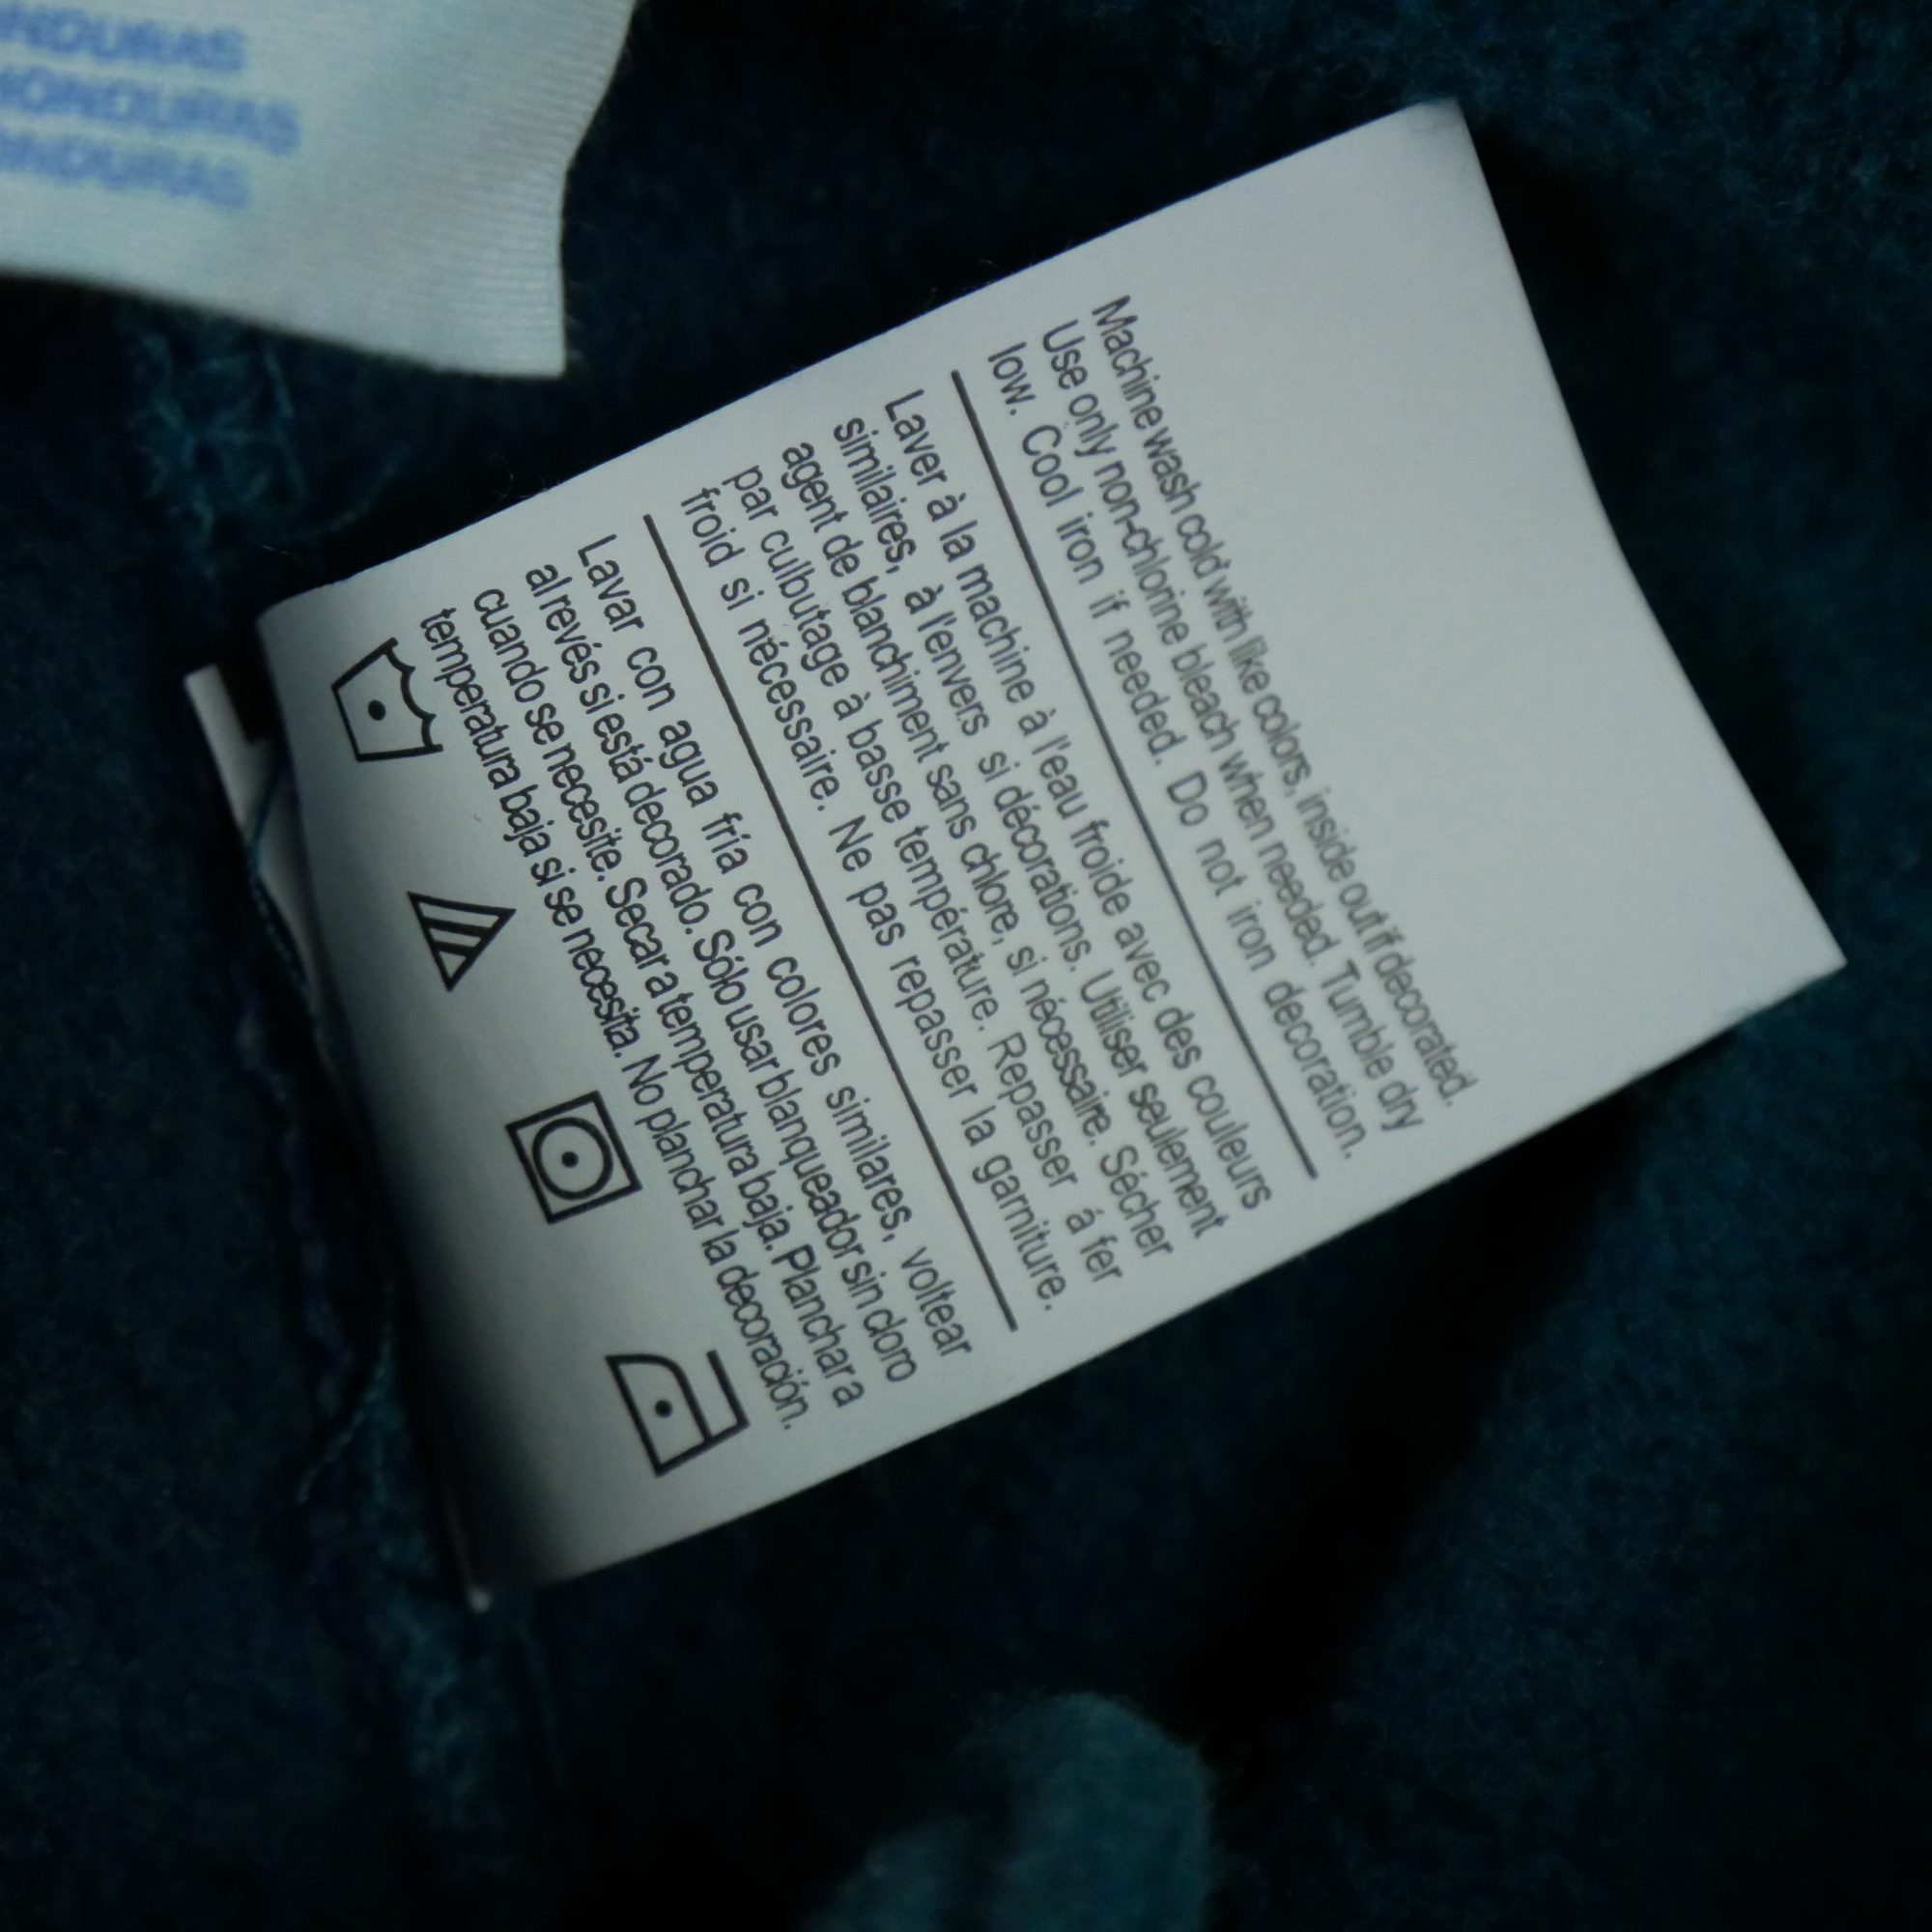 NDURAS
HONDURAS
NDURAS
Machine wash cold with like colors, inside out if decorated.
Use only non-chlorine bleach when needed. Tumble dry
low. Cool iron if needed. Do not iron decoration.
Laver à la machine à l'eau froide avec des couleurs
similaires, à l'envers si décorations. Utiliser seulement
agent de blanchiment sans chlore, si nécessaire. Sécher
par culbutage à basse température. Repasser á fer
froid si nécessaire. Ne pas repasser la garniture.
Lavar con agua fría con colores similares, voltear
al revés si está decorado. Sólo usar blanqueador sin cloro
cuando se necesite. Secar a temperatura baja. Planchar a
temperatura baja si se necesita. No planchar la decoración.